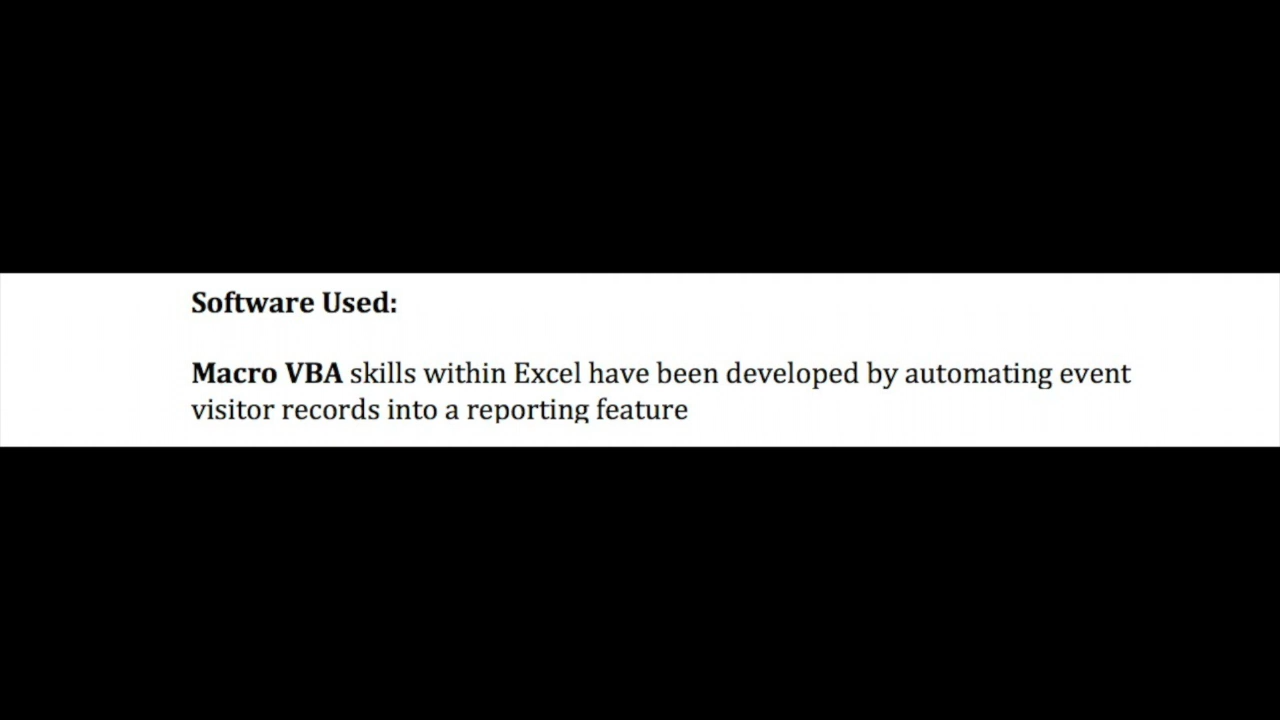 Software Used:
Macro VBA skills within Excel have been developed by automating event
visitor records into a reporting feature